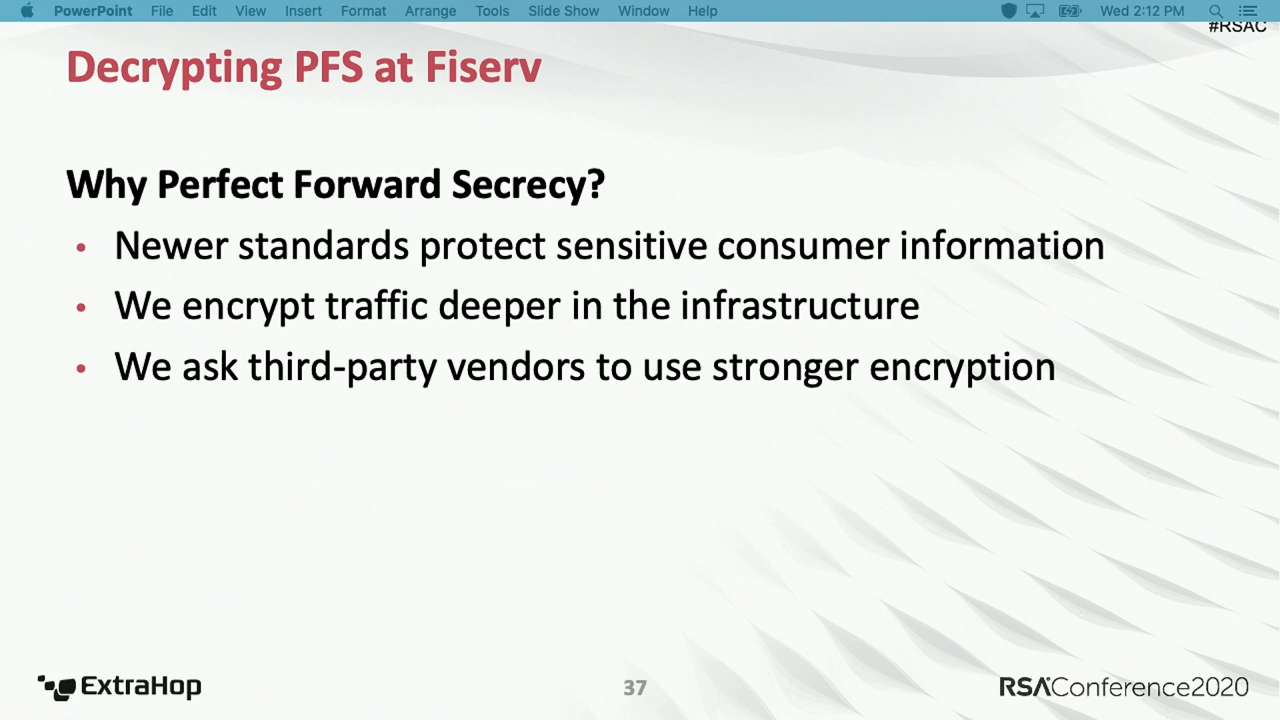 PowerPoint File Edit View Insert Format Arrange Tools Slide Show Window Help Wed 2:12 PM
#RSAC
Decrypting PFS at Fiserv
Why Perfect Forward Secrecy?
• Newer standards protect sensitive consumer information
• We encrypt traffic deeper in the infrastructure
• We ask third-party vendors to use stronger encryption
ExtraHop 37 RSAConference2020